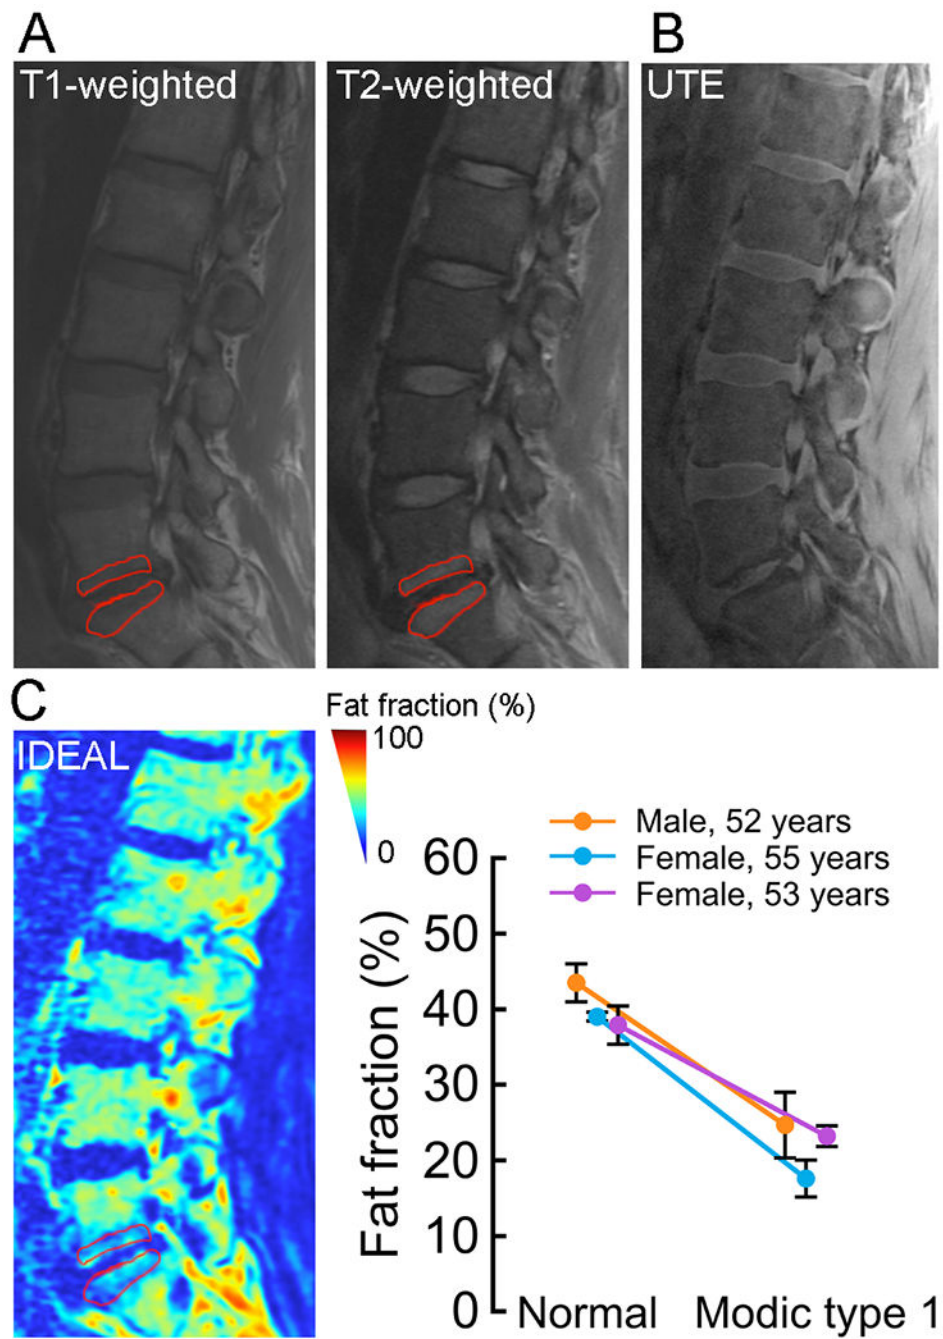 A
B
T1-weighted
T2-weighted
UTE
C
IDEAL
Fat fraction (%)
100
0
Male, 52 years
Female, 55 years
Female, 53 years
Fat fraction (%)
60
50
40
30
20
10
0
Normal
Modic type 1